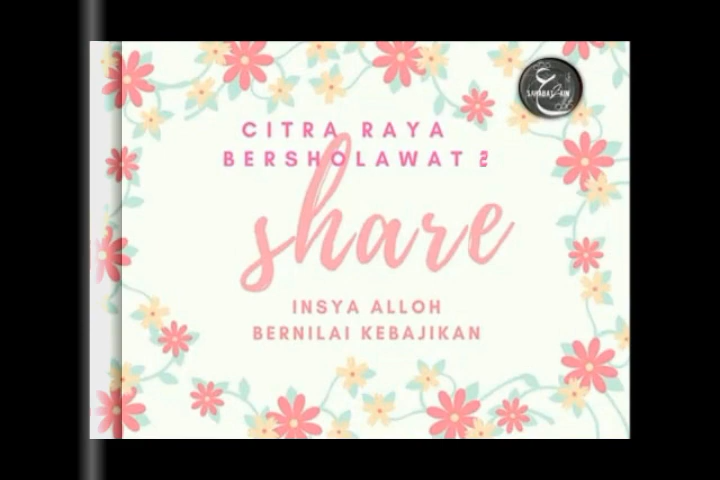 CITRA RAYA
BERSHOLAWAT 2
share
INSYA ALLOH
BERNILAI KEBAJIKAN